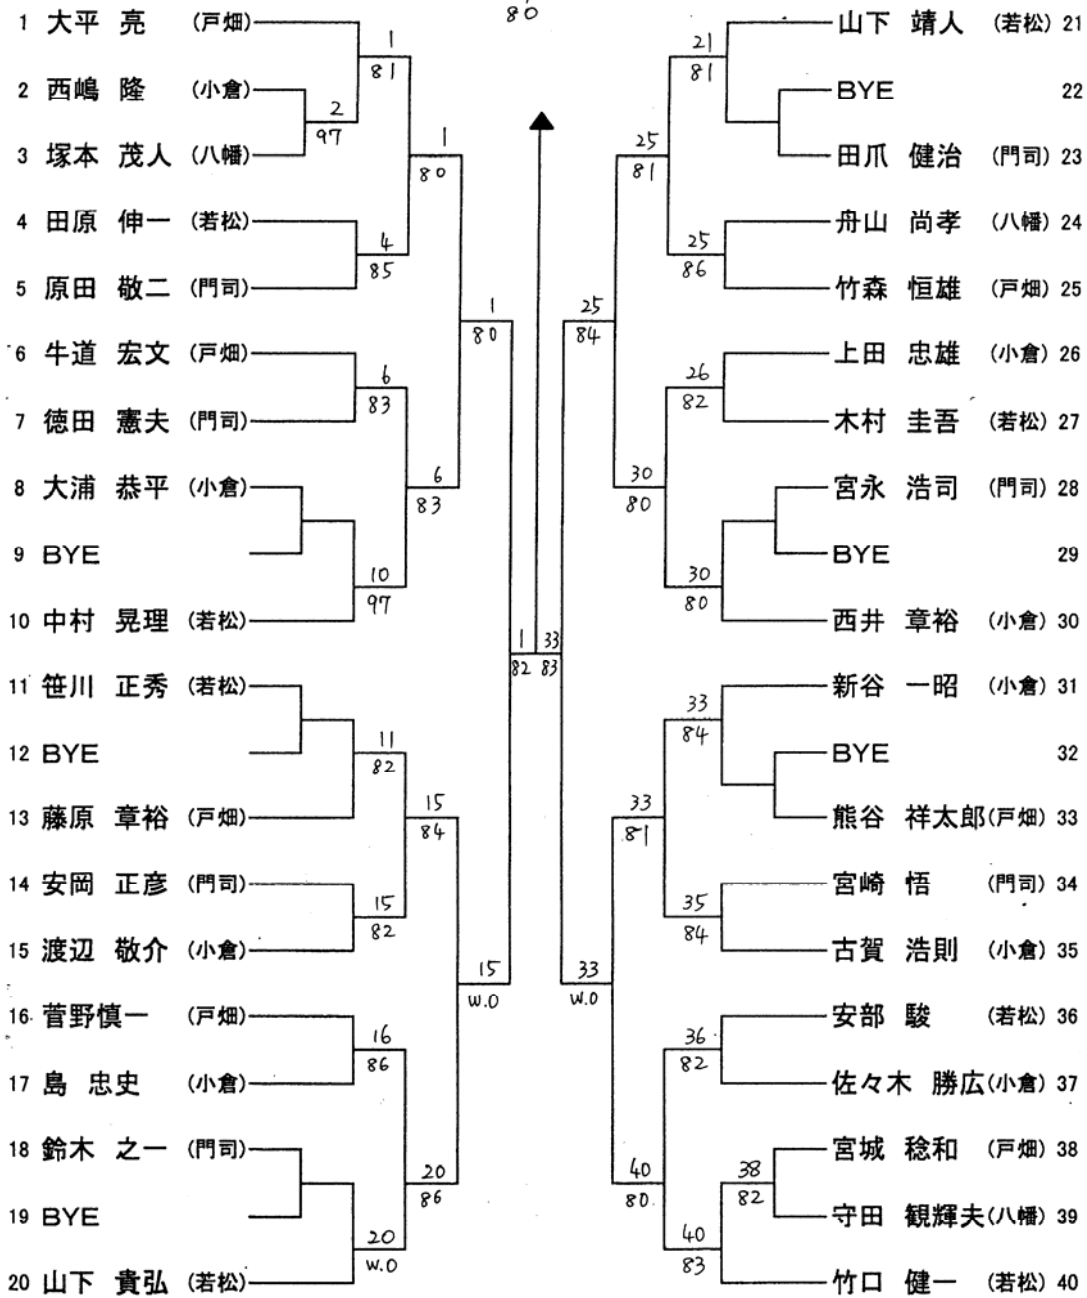 80
1 大平 亮 (戸畑)
2 西嶋 隆 (小倉)
3 塚本 茂人 (八幡)
4 田原 伸一 (若松)
5 原田 敬二 (門司)
6 牛道 宏文 (戸畑)
7 徳田 憲夫 (門司)
8 大浦 恭平 (小倉)
9 BYE
10 中村 晃理 (若松)
11 笹川 正秀 (若松)
12 BYE
13 藤原 章裕 (戸畑)
14 安岡 正彦 (門司)
15 渡辺 敬介 (小倉)
16 菅野慎一 (戸畑)
17 島 忠史 (小倉)
18 鈴木 之一 (門司)
19 BYE
20 山下 貴弘 (若松)
2
97
1
81
4
85
6
83
10
97
11
82
15
82
16
86
20
W.O
1
80
6
83
15
84
20
86
1
80
15
W.O
1
82
33
83
25
84
33
W.O
25
81
30
80
33
81
40
80
21
81
25
86
26
82
30
80
33
84
35
84
36
82
40
83
38
82
山下 靖人 (若松) 21
BYE 22
田爪 健治 (門司) 23
舟山 尚孝 (八幡) 24
竹森 恒雄 (戸畑) 25
上田 忠雄 (小倉) 26
木村 圭吾 (若松) 27
宮永 浩司 (門司) 28
BYE 29
西井 章裕 (小倉) 30
新谷 一昭 (小倉) 31
BYE 32
熊谷 祥太郎(戸畑) 33
宮崎 悟 (門司) 34
古賀 浩則 (小倉) 35
安部 駿 (若松) 36
佐々木 勝広(小倉) 37
宮城 稔和 (戸畑) 38
守田 観輝夫(八幡) 39
竹口 健一 (若松) 40